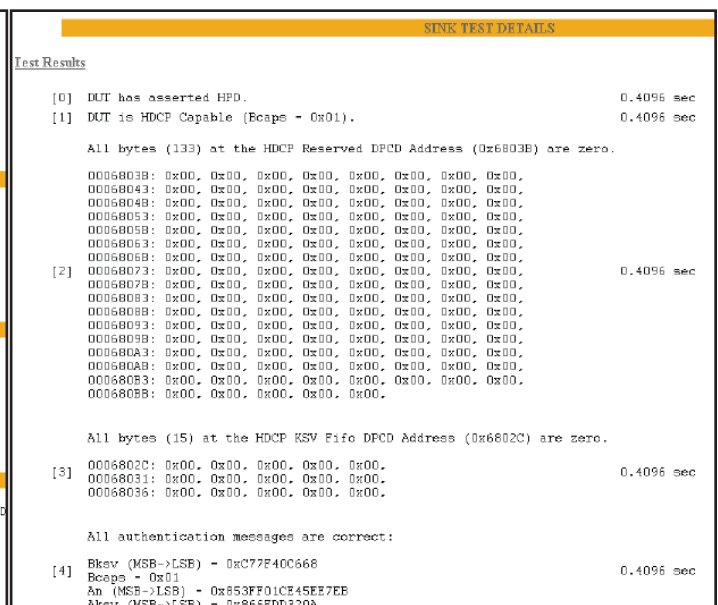 SINK TEST DETAILS
Test Results
[0] DUT has asserted HPD. 0.4096 sec
[1] DUT is HDCP Capable (Bcaps - 0x01). 0.4096 sec
All bytes (133) at the HDCP Reserved DPCD Address (0x6803B) are zero.
0006803B: 0x00, 0x00, 0x00, 0x00, 0x00, 0x00, 0x00, 0x00,
00068043: 0x00, 0x00, 0x00, 0x00, 0x00, 0x00, 0x00, 0x00,
0006804B: 0x00, 0x00, 0x00, 0x00, 0x00, 0x00, 0x00, 0x00,
00068053: 0x00, 0x00, 0x00, 0x00, 0x00, 0x00, 0x00, 0x00,
0006805B: 0x00, 0x00, 0x00, 0x00, 0x00, 0x00, 0x00, 0x00,
00068063: 0x00, 0x00, 0x00, 0x00, 0x00, 0x00, 0x00, 0x00,
0006806B: 0x00, 0x00, 0x00, 0x00, 0x00, 0x00, 0x00, 0x00,
[2] 00068073: 0x00, 0x00, 0x00, 0x00, 0x00, 0x00, 0x00, 0x00, 0.4096 sec
0006807B: 0x00, 0x00, 0x00, 0x00, 0x00, 0x00, 0x00, 0x00,
00068083: 0x00, 0x00, 0x00, 0x00, 0x00, 0x00, 0x00, 0x00,
0006808B: 0x00, 0x00, 0x00, 0x00, 0x00, 0x00, 0x00, 0x00,
00068093: 0x00, 0x00, 0x00, 0x00, 0x00, 0x00, 0x00, 0x00,
0006809B: 0x00, 0x00, 0x00, 0x00, 0x00, 0x00, 0x00, 0x00,
000680A3: 0x00, 0x00, 0x00, 0x00, 0x00, 0x00, 0x00, 0x00,
000680AB: 0x00, 0x00, 0x00, 0x00, 0x00, 0x00, 0x00, 0x00,
000680B3: 0x00, 0x00, 0x00, 0x00, 0x00, 0x00, 0x00, 0x00,
000680BB: 0x00, 0x00, 0x00, 0x00, 0x00,
All bytes (15) at the HDCP KSV Fifo DPCD Address (0x6802C) are zero.
0006802C: 0x00, 0x00, 0x00, 0x00, 0x00,
[3] 00068031: 0x00, 0x00, 0x00, 0x00, 0x00, 0.4096 sec
00068036: 0x00, 0x00, 0x00, 0x00, 0x00,
All authentication messages are correct:
Bksv (MSB->LSB) - 0xC77F40C668
[4] Bcaps - 0x01 0.4096 sec
An (MSB->LSB) - 0x853FF01CE45EE7EB
Aksv (MSB->LSB) -